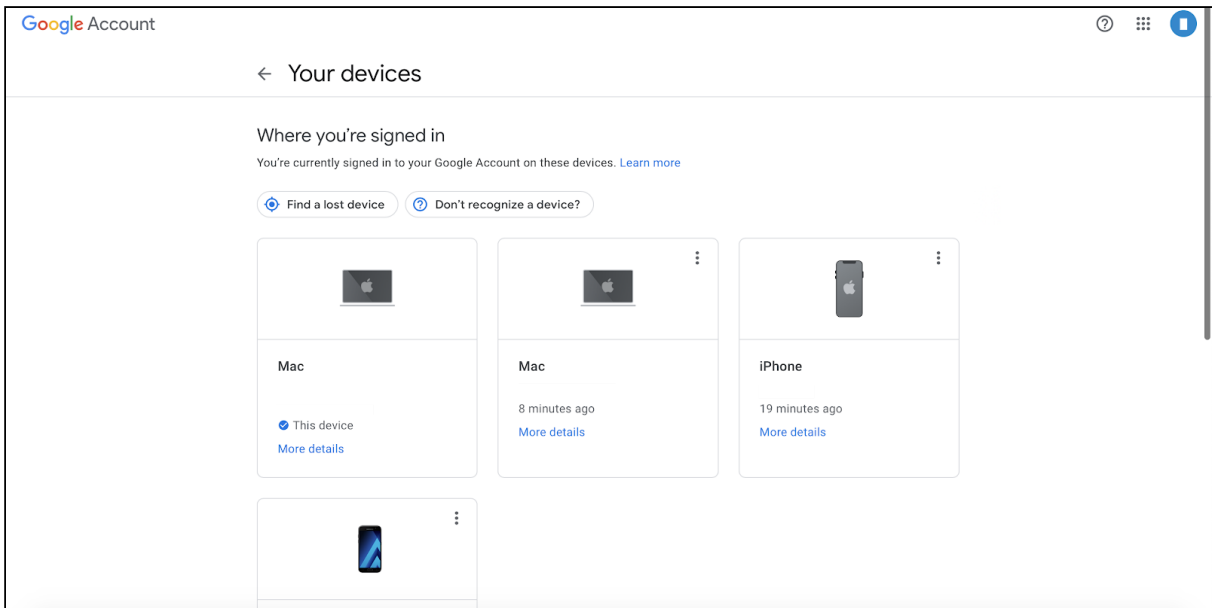 Google Account
Your devices
Where you're signed in
You're currently signed in to your Google Account on these devices. Learn more
Find a lost device
Don't recognize a device?
Mac
This device
More details
Mac
8 minutes ago
More details
iPhone
19 minutes ago
More details